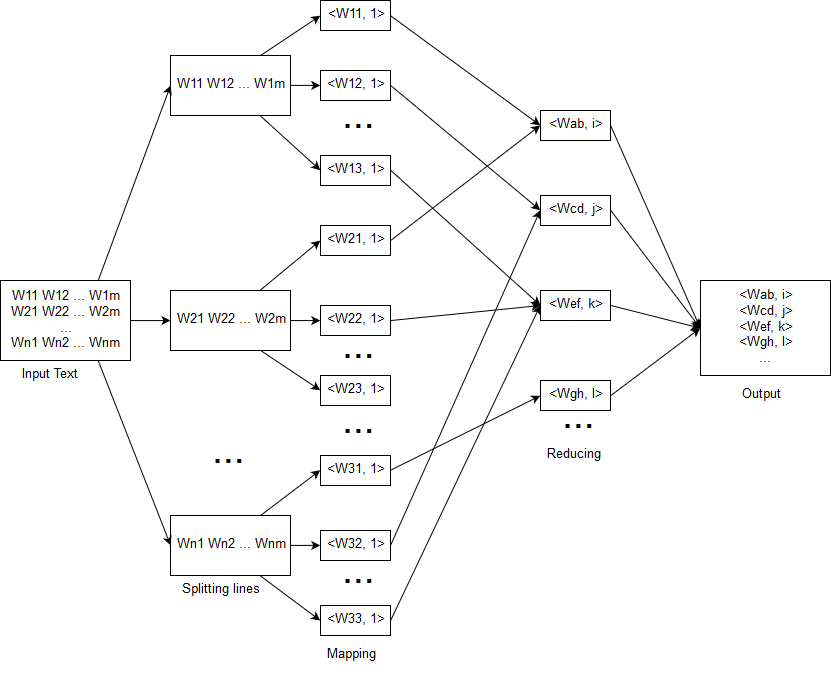 W11 W12 ... W1m
W21 W22 ... W2m
...
Wn1 Wn2 ... Wnm
Input Text
W11 W12 ... W1m
W21 W22 ... W2m
...
Wn1 Wn2 ... Wnm
Splitting lines
<W11, 1>
<W12, 1>
...
<W13, 1>
<W21, 1>
<W22, 1>
...
<W23, 1>
...
<W31, 1>
<W32, 1>
...
<W33, 1>
Mapping
<Wab, i>
<Wcd, j>
<Wef, k>
<Wgh, l>
...
Reducing
<Wab, i>
<Wcd, j>
<Wef, k>
<Wgh, l>
...
Output